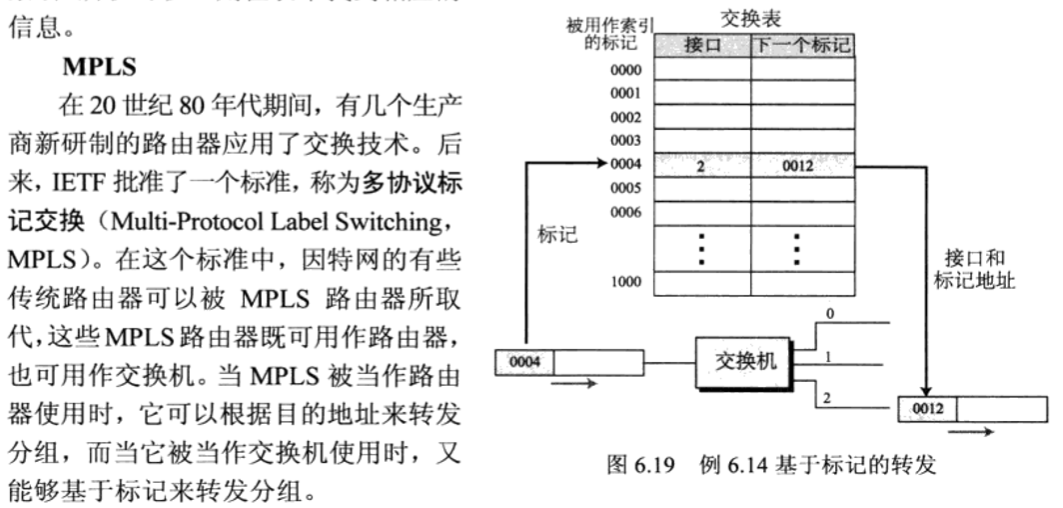 信息。
MPLS
在 20 世纪 80 年代期间，有几个生产
商新研制的路由器应用了交换技术。后
来，IETF 批准了一个标准，称为多协议标
记交换（Multi-Protocol Label Switching，
MPLS）。在这个标准中，因特网的有些
传统路由器可以被 MPLS 路由器所取
代，这些 MPLS 路由器既可用作路由器，
也可用作交换机。当 MPLS 被当作路由
器使用时，它可以根据目的地址来转发
分组，而当它被当作交换机使用时，又
能够基于标记来转发分组。
被用作索引
的标记
交换表
接口 下一个标记
0000
0001
0002
0003
0004 2 0012
0005
0006
1000
标记
接口和
标记地址
0004
交换机
0
1
2
0012
图 6.19 例 6.14 基于标记的转发